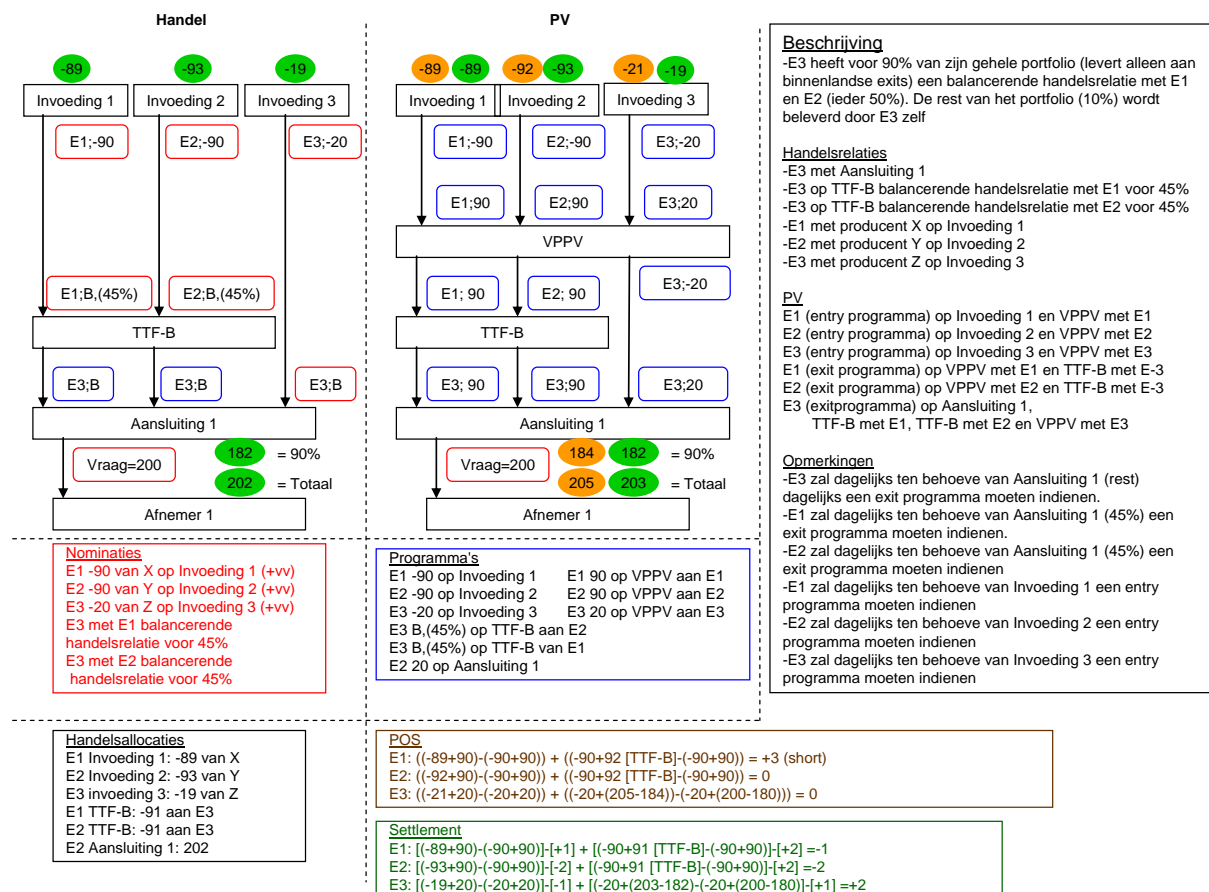 Handel
PV
-89
-93
-19
Invoeding 1
Invoeding 2
Invoeding 3
E1;-90
E2;-90
E3;-20
E1;B,(45%)
E2;B,(45%)
TTF-B
E3;B
E3;B
E3;B
Aansluiting 1
Vraag=200
182
= 90%
202
= Totaal
Afnemer 1
-89
-89
-92
-93
-21
-19
Invoeding 1
Invoeding 2
Invoeding 3
E1;-90
E2;-90
E3;-20
E1;90
E2;90
E3;20
VPPV
E1; 90
E2; 90
E3;-20
TTF-B
E3; 90
E3;90
E3;20
Aansluiting 1
Vraag=200
184
182
= 90%
205
203
= Totaal
Afnemer 1
Beschrijving
-E3 heeft voor 90% van zijn gehele portfolio (levert alleen aan
binnenlandse exits) een balancerende handelsrelatie met E1
en E2 (ieder 50%). De rest van het portfolio (10%) wordt
beleverd door E3 zelf
Handelsrelaties
-E3 met Aansluiting 1
-E3 op TTF-B balancerende handelsrelatie met E1 voor 45%
-E3 op TTF-B balancerende handelsrelatie met E2 voor 45%
-E1 met producent X op Invoeding 1
-E2 met producent Y op Invoeding 2
-E3 met producent Z op Invoeding 3
PV
E1 (entry programma) op Invoeding 1 en VPPV met E1
E2 (entry programma) op Invoeding 2 en VPPV met E2
E3 (entry programma) op Invoeding 3 en VPPV met E3
E1 (exit programma) op VPPV met E1 en TTF-B met E-3
E2 (exit programma) op VPPV met E2 en TTF-B met E-3
E3 (exitprogramma) op Aansluiting 1,
TTF-B met E1, TTF-B met E2 en VPPV met E3
Opmerkingen
-E3 zal dagelijks ten behoeve van Aansluiting 1 (rest)
dagelijks een exit programma moeten indienen.
-E1 zal dagelijks ten behoeve van Aansluiting 1 (45%) een
exit programma moeten indienen.
-E2 zal dagelijks ten behoeve van Aansluiting 1 (45%) een
exit programma moeten indienen
-E1 zal dagelijks ten behoeve van Invoeding 1 een entry
programma moeten indienen
-E2 zal dagelijks ten behoeve van Invoeding 2 een entry
programma moeten indienen
-E3 zal dagelijks ten behoeve van Invoeding 3 een entry
programma moeten indienen
Nominaties
E1 -90 van X op Invoeding 1 (+vv)
E2 -90 van Y op Invoeding 2 (+vv)
E3 -20 van Z op Invoeding 3 (+vv)
E3 met E1 balancerende
handelsrelatie voor 45%
E3 met E2 balancerende
handelsrelatie voor 45%
Programma's
E1 -90 op Invoeding 1 E1 90 op VPPV aan E1
E2 -90 op Invoeding 2 E2 90 op VPPV aan E2
E3 -20 op Invoeding 3 E3 20 op VPPV aan E3
E3 B,(45%) op TTF-B aan E2
E3 B,(45%) op TTF-B van E1
E2 20 op Aansluiting 1
Handelsallocaties
E1 Invoeding 1: -89 van X
E2 Invoeding 2: -93 van Y
E3 invoeding 3: -19 van Z
E1 TTF-B: -91 aan E3
E2 TTF-B: -91 aan E3
E2 Aansluiting 1: 202
POS
E1: ((-89+90)-(-90+90)) + ((-90+92 [TTF-B]-(-90+90)) = +3 (short)
E2: ((-92+90)-(-90+90)) + ((-90+92 [TTF-B]-(-90+90)) = 0
E3: ((-21+20)-(-20+20)) + ((-20+(205-184))-(-20+(200-180))) = 0
Settlement
E1: [(-89+90)-(-90+90)]-[+1] + [(-90+91 [TTF-B]-(-90+90)]-[+2] =-1
E2: [(-93+90)-(-90+90)]-[-2] + [(-90+91 [TTF-B]-(-90+90)]-[+2] =-2
E3: [(-19+20)-(-20+20)]-[-1] + [(-20+(203-182)-(-20+(200-180)]-[+1] =+2